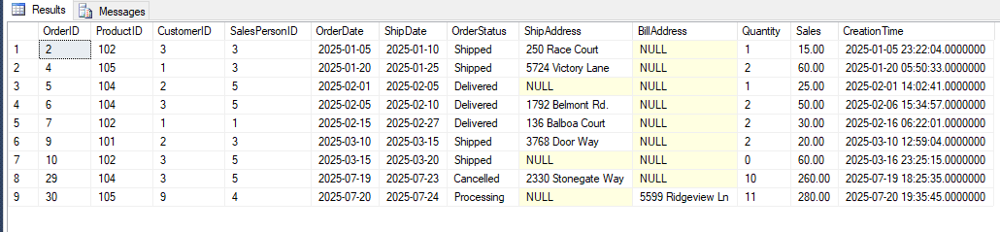 Results Messages
OrderID ProductID CustomerID SalesPersonID OrderDate ShipDate OrderStatus ShipAddress BillAddress Quantity Sales CreationTime
1 2 102 3 3 2025-01-05 2025-01-10 Shipped 250 Race Court NULL 1 15.00 2025-01-05 23:22:04.0000000
2 4 105 1 3 2025-01-20 2025-01-25 Shipped 5724 Victory Lane NULL 2 60.00 2025-01-20 05:50:33.0000000
3 5 104 2 5 2025-02-01 2025-02-05 Delivered NULL NULL 1 25.00 2025-02-01 14:02:41.0000000
4 6 104 3 5 2025-02-05 2025-02-10 Delivered 1792 Belmont Rd. NULL 2 50.00 2025-02-06 15:34:57.0000000
5 7 102 1 1 2025-02-15 2025-02-27 Delivered 136 Balboa Court NULL 2 30.00 2025-02-16 06:22:01.0000000
6 9 101 2 3 2025-03-10 2025-03-15 Shipped 3768 Door Way NULL 2 20.00 2025-03-10 12:59:04.0000000
7 10 102 3 5 2025-03-15 2025-03-20 Shipped NULL NULL 0 60.00 2025-03-16 23:25:15.0000000
8 29 104 3 5 2025-07-19 2025-07-23 Cancelled 2330 Stonegate Way NULL 10 260.00 2025-07-19 18:25:35.0000000
9 30 105 9 4 2025-07-20 2025-07-24 Processing NULL 5599 Ridgeview Ln 11 280.00 2025-07-20 19:35:45.0000000